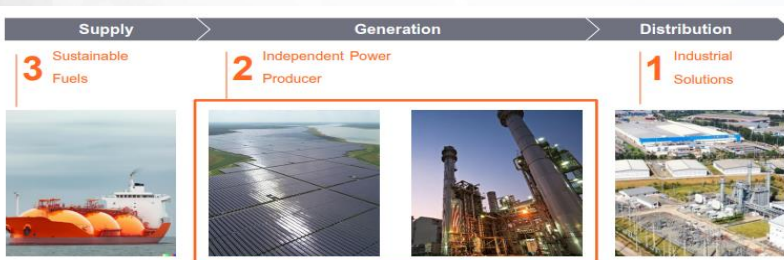 Supply
Generation
Distribution
3
Sustainable
Fuels
2
Independent Power
Producer
1
Industrial
Solutions